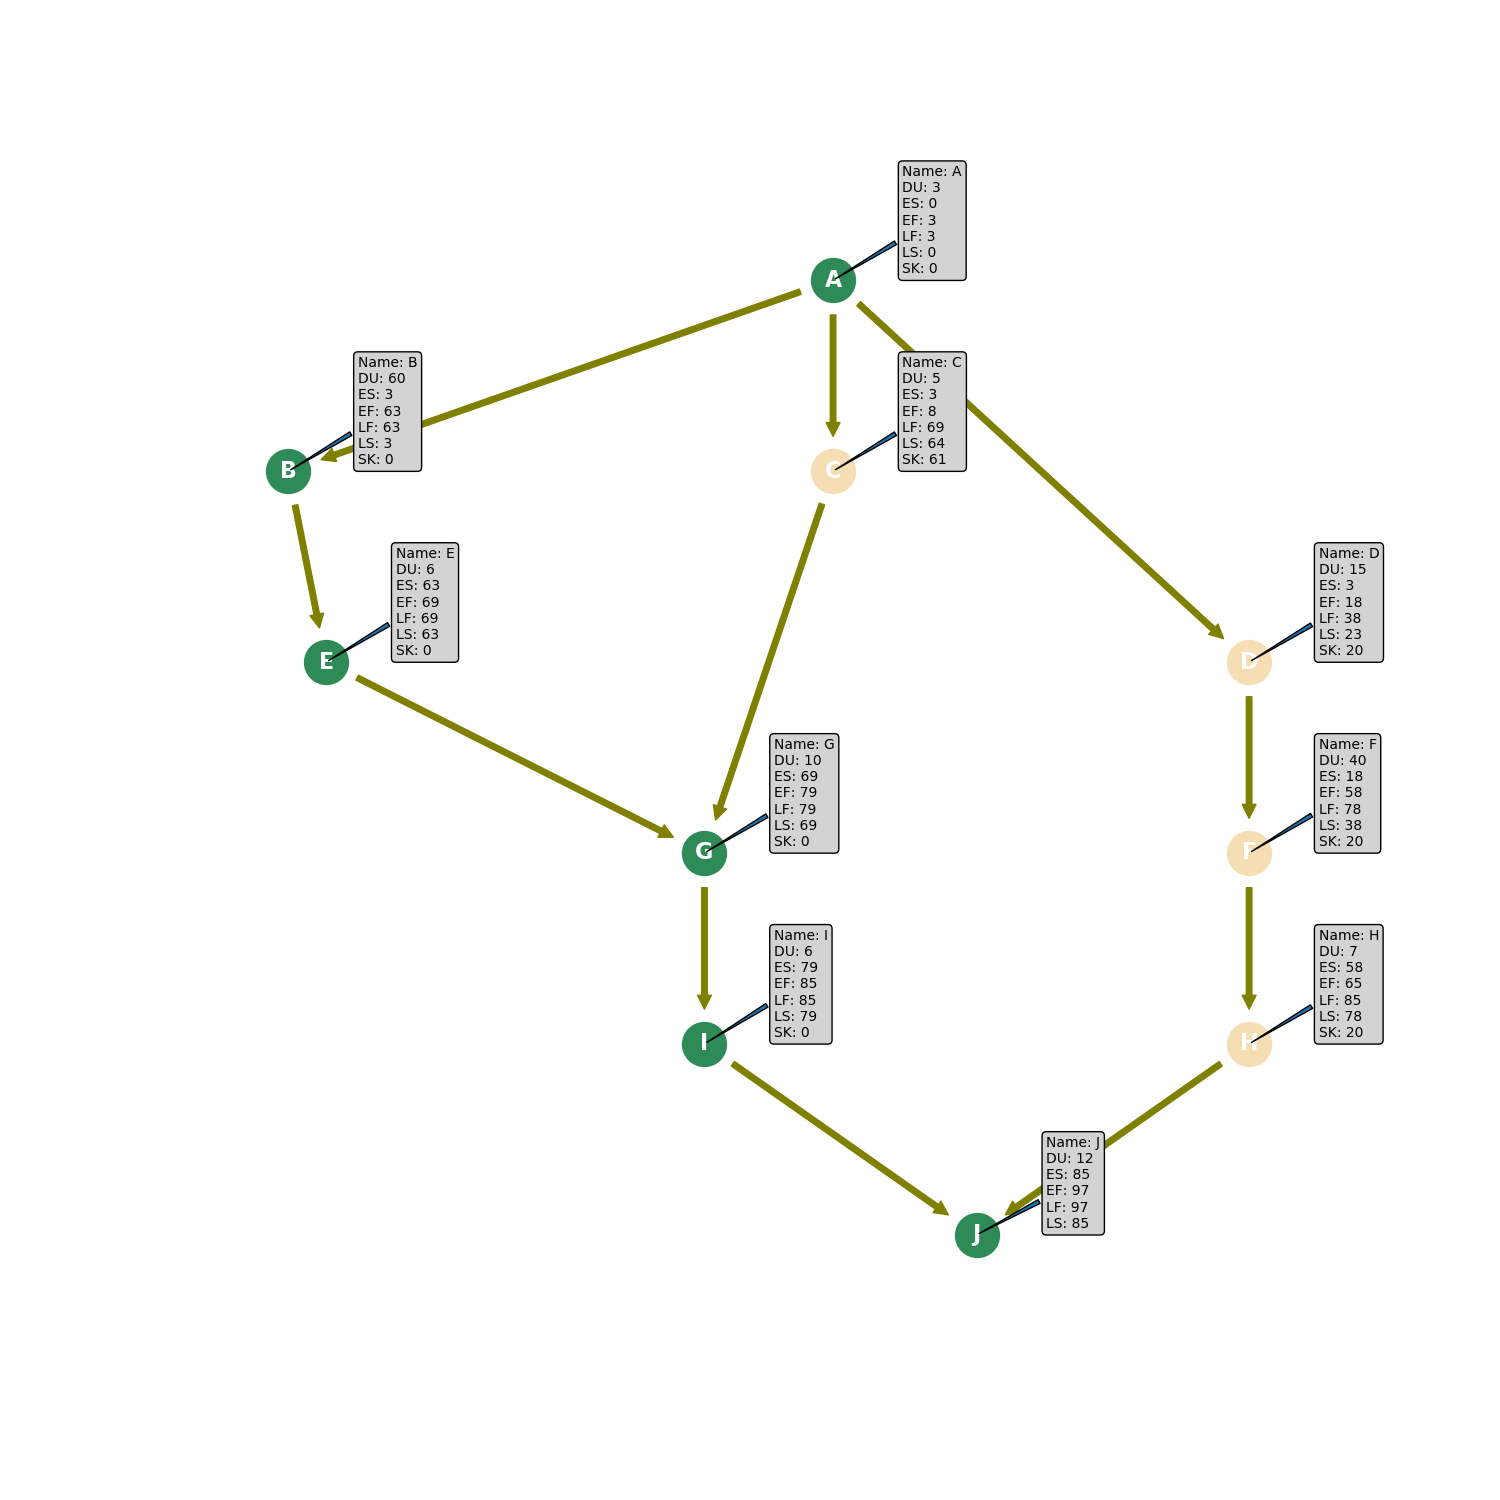 Name: A
DU: 3
ES: 0
EF: 3
LF: 3
LS: 0
SK: 0
A
Name: B
DU: 60
ES: 3
EF: 63
LF: 63
LS: 3
SK: 0
B
Name: C
DU: 5
ES: 3
EF: 8
LF: 69
LS: 64
SK: 61
C
Name: E
DU: 6
ES: 63
EF: 69
LF: 69
LS: 63
SK: 0
E
Name: D
DU: 15
ES: 3
EF: 18
LF: 38
LS: 23
SK: 20
D
Name: G
DU: 10
ES: 69
EF: 79
LF: 79
LS: 69
SK: 0
G
Name: F
DU: 40
ES: 18
EF: 58
LF: 78
LS: 38
SK: 20
F
Name: I
DU: 6
ES: 79
EF: 85
LF: 85
LS: 79
SK: 0
I
Name: H
DU: 7
ES: 58
EF: 65
LF: 85
LS: 78
SK: 20
H
Name: J
DU: 12
ES: 85
EF: 97
LF: 97
LS: 85
J